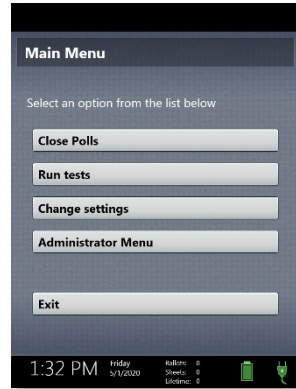 Main Menu
Select an option from the list below
Close Polls
Run tests
Change settings
Administrator Menu
Exit
1:32 PM
Friday
5/1/2020
Ballots: 0
Sheets: 0
Lifetime: 0